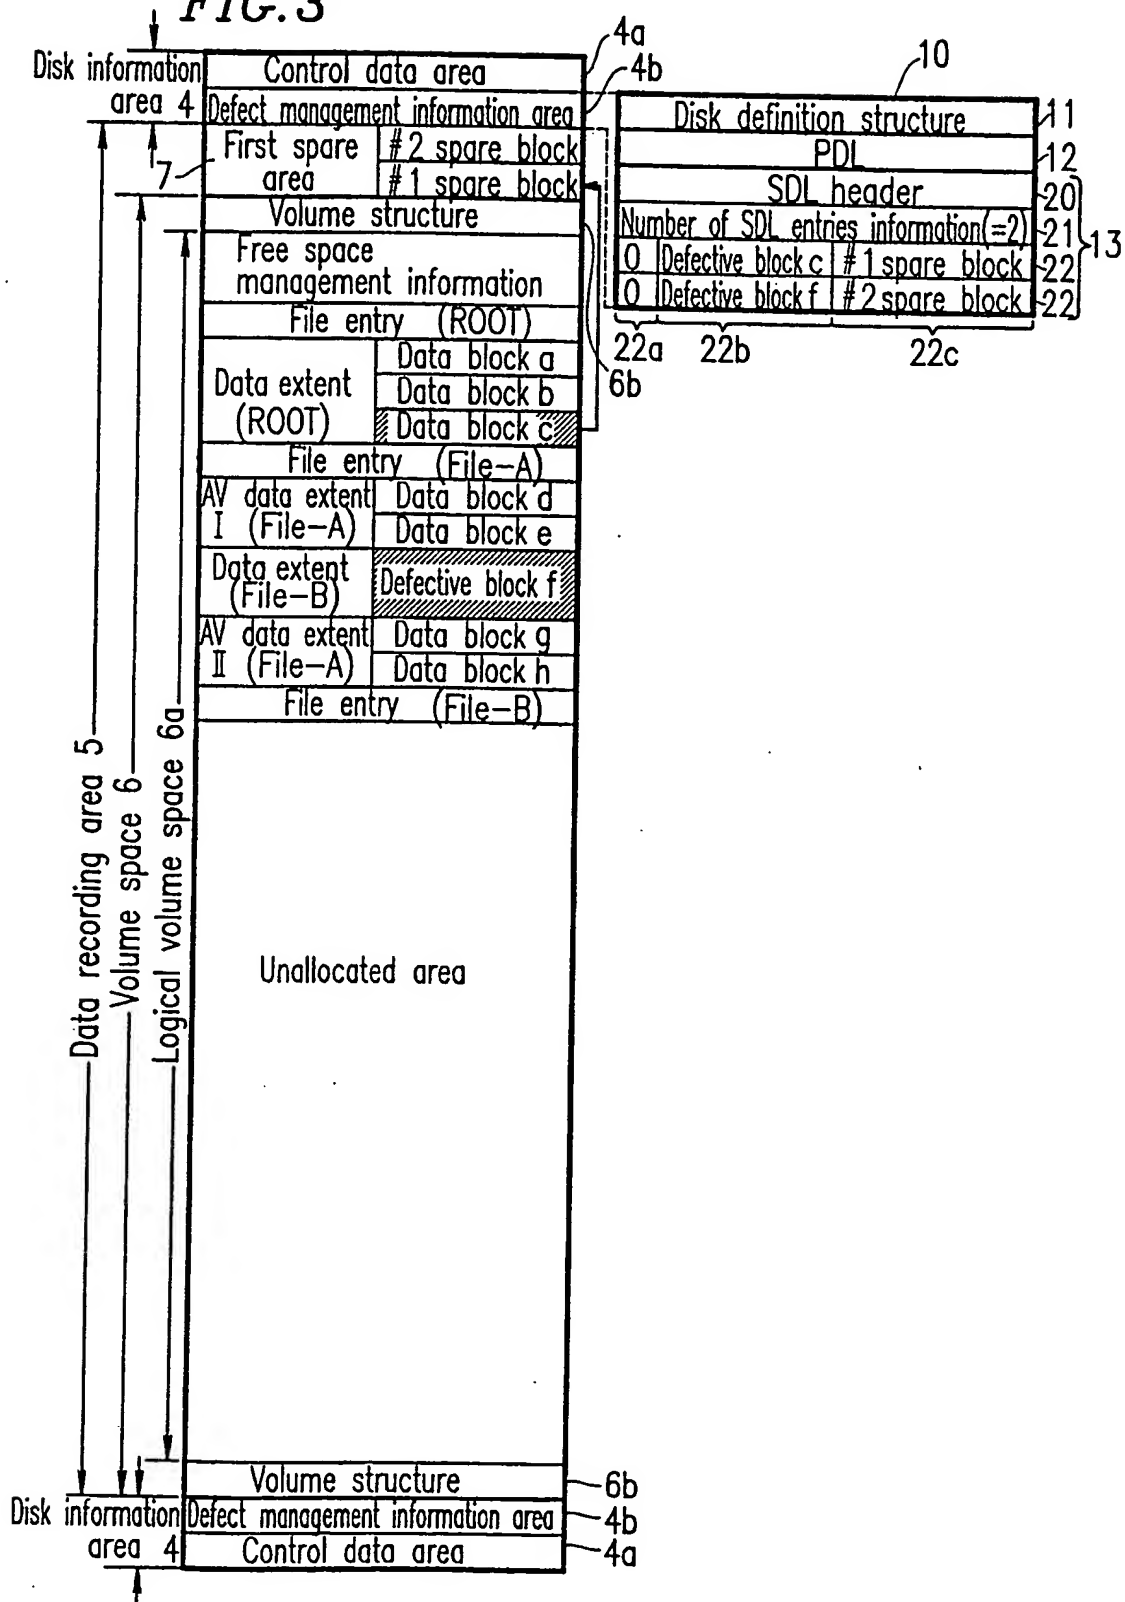 FIG. 3
Disk information
area 4
Control data area
4a
Defect management information area
4b
7
First spare
area
# 2 spare block
# 1 spare block
Volume structure
6b
Free space
management information
File entry (ROOT)
Data extent
(ROOT)
Data block a
Data block b
Data block c
File entry (File-A)
AV data extent
I (File-A)
Data block d
Data block e
Data extent
(File-B)
Defective block f
AV data extent
II (File-A)
Data block g
Data block h
File entry (File-B)
Data recording area 5
Volume space 6
Logical volume space 6a
Unallocated area
Volume structure
6b
Disk information
area 4
Defect management information area
4b
Control data area
4a
10
Disk definition structure
11
PDL
12
SDL header
20
Number of SDL entries information(=2)
21
13
0 Defective block c # 1 spare block
22
0 Defective block f # 2 spare block
22
22a 22b 22c